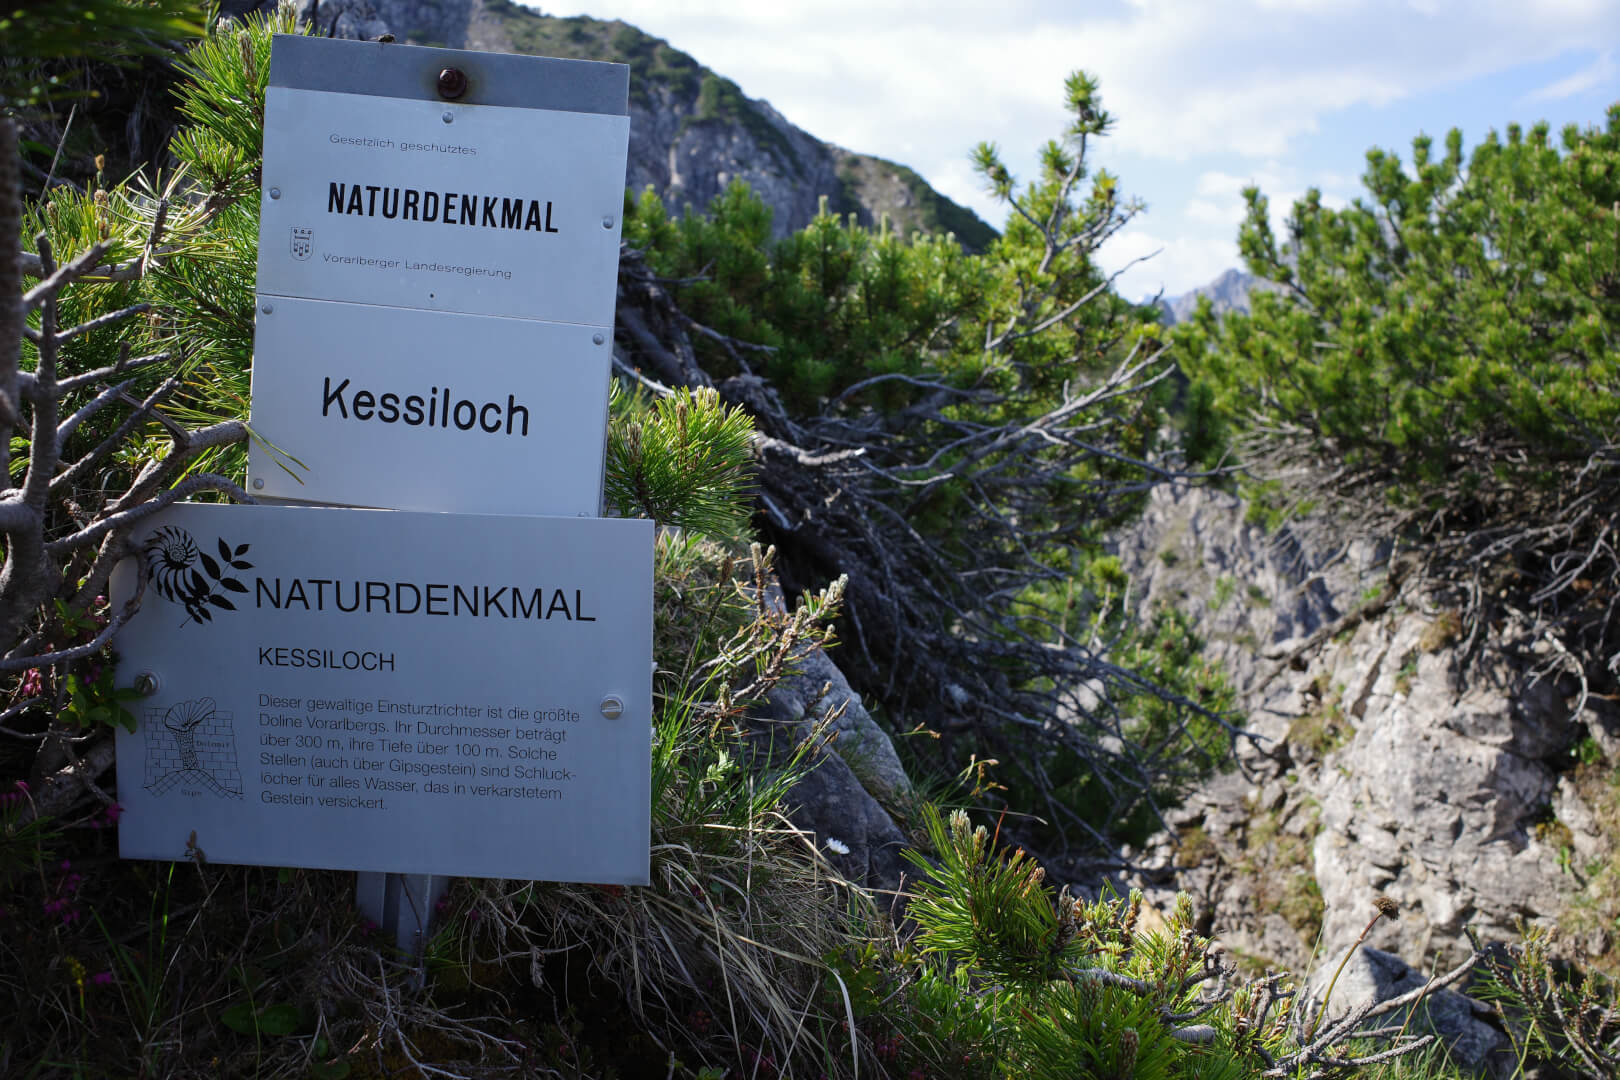 Gesetzlich geschütztes
NATURDENKMAL
Vorarlberger Landesregierung
Kessiloch
NATURDENKMAL
KESSILOCH
Dieser gewaltige Einsturztrichter ist die größte
Doline Vorarlbergs. Ihr Durchmesser beträgt
über 300 m, ihre Tiefe über 100 m. Solche
Stellen (auch über Gipsgestein) sind Schluck-
löcher für alles Wasser, das in verkarstetem
Gestein versickert.
Dolomit
Gips